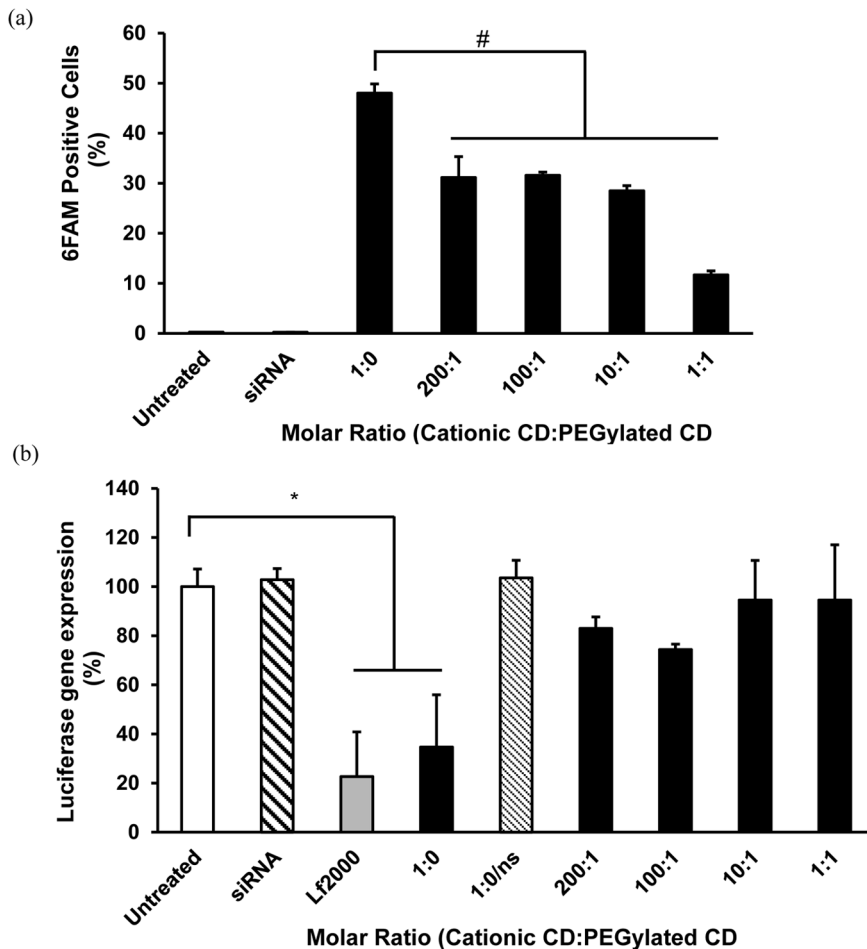 (a)
60
50
40
30
20
10
0
6FAM Positive Cells
(%)
#
Untreated
siRNA
1:0
200:1
100:1
10:1
1:1
Molar Ratio (Cationic CD:PEGylated CD
(b)
140
120
100
80
60
40
20
0
Luciferase gene expression
(%)
*
Untreated
siRNA
Lf2000
1:0
1:0/ns
200:1
100:1
10:1
1:1
Molar Ratio (Cationic CD:PEGylated CD